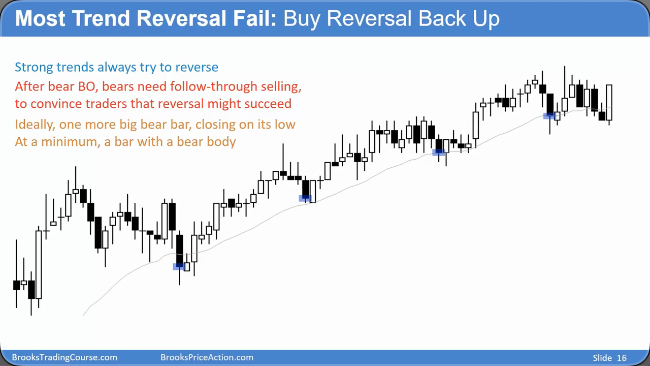 Most Trend Reversal Fail: Buy Reversal Back Up
Strong trends always try to reverse
After bear BO, bears need follow-through selling,
to convince traders that reversal might succeed
Ideally, one more big bear bar, closing on its low
At a minimum, a bar with a bear body
BrooksTradingCourse.com BrooksPriceAction.com Slide 16